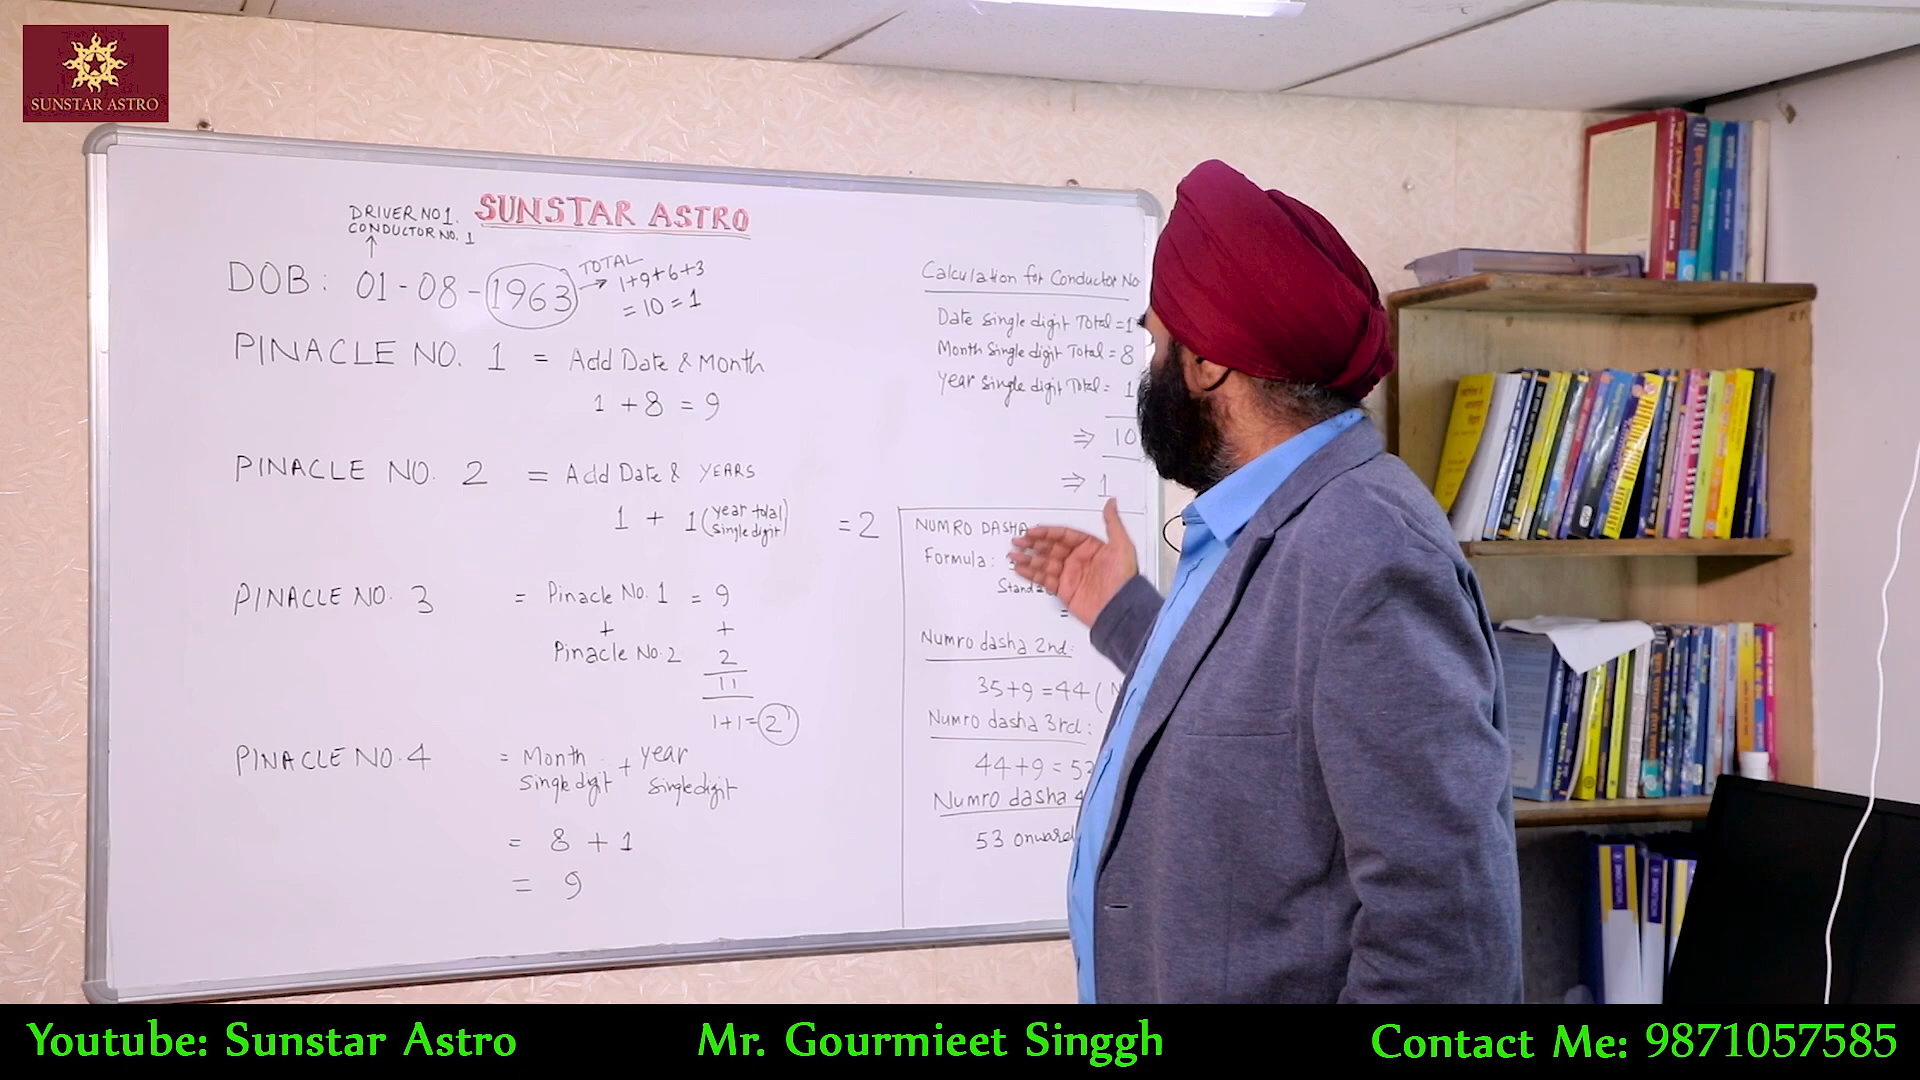 SUNSTAR ASTRO
SUNSTAR ASTRO
DRIVER NO 1.
CONDUCTOR NO. 1
DOB: 01-08-1963
TOTAL
1+9+6+3
= 10 = 1
PINACLE NO. 1 = Add Date & Month
1 + 8 = 9
PINACLE NO. 2 = Add Date & YEARS
1 + 1 (year total single digit) = 2
PINACLE NO. 3 = Pinacle No. 1 = 9
+ +
Pinacle No. 2 2
11
1+1=2
PINACLE NO. 4 = Month single digit + year single digit
= 8 + 1
= 9
Calculation for Conductor No
Date single digit Total = 1
Month single digit Total = 8
Year single digit Total = 1
⇒ 10
⇒ 1
NUMRO DASHA
Formula:
=
Numro dasha 2nd:
35+9=44 (
Numro dasha 3rd:
44+9=53
Numro dasha 4
53 onward
Youtube: Sunstar Astro
Mr. Gourmieet Singgh
Contact Me: 9871057585